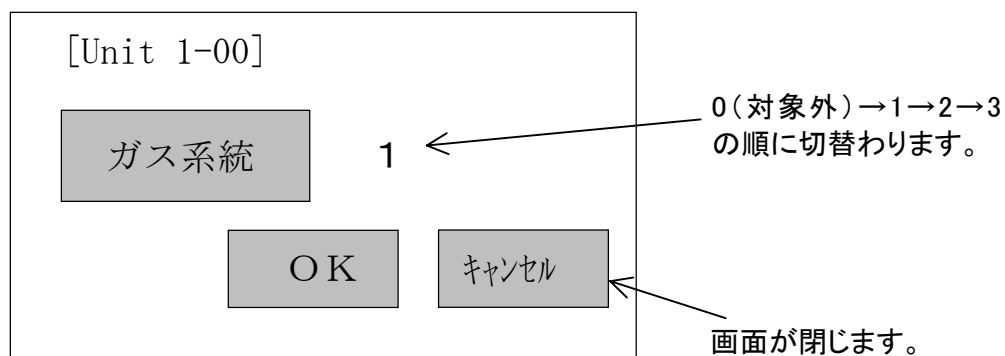 [Unit 1-00]
0(対象外)→1→2→3
の順に切替わります。
ガス系統 1
OK キャンセル
画面が閉じます。